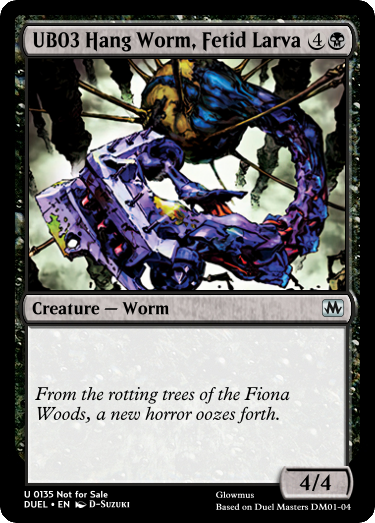 UB03 Hang Worm, Fetid Larva 4
Creature — Worm
From the rotting trees of the Fiona
Woods, a new horror oozes forth.
4/4
U 0135 Not for Sale
DUEL • EN D-Suzuki
Glowmus
Based on Duel Masters DM01-04